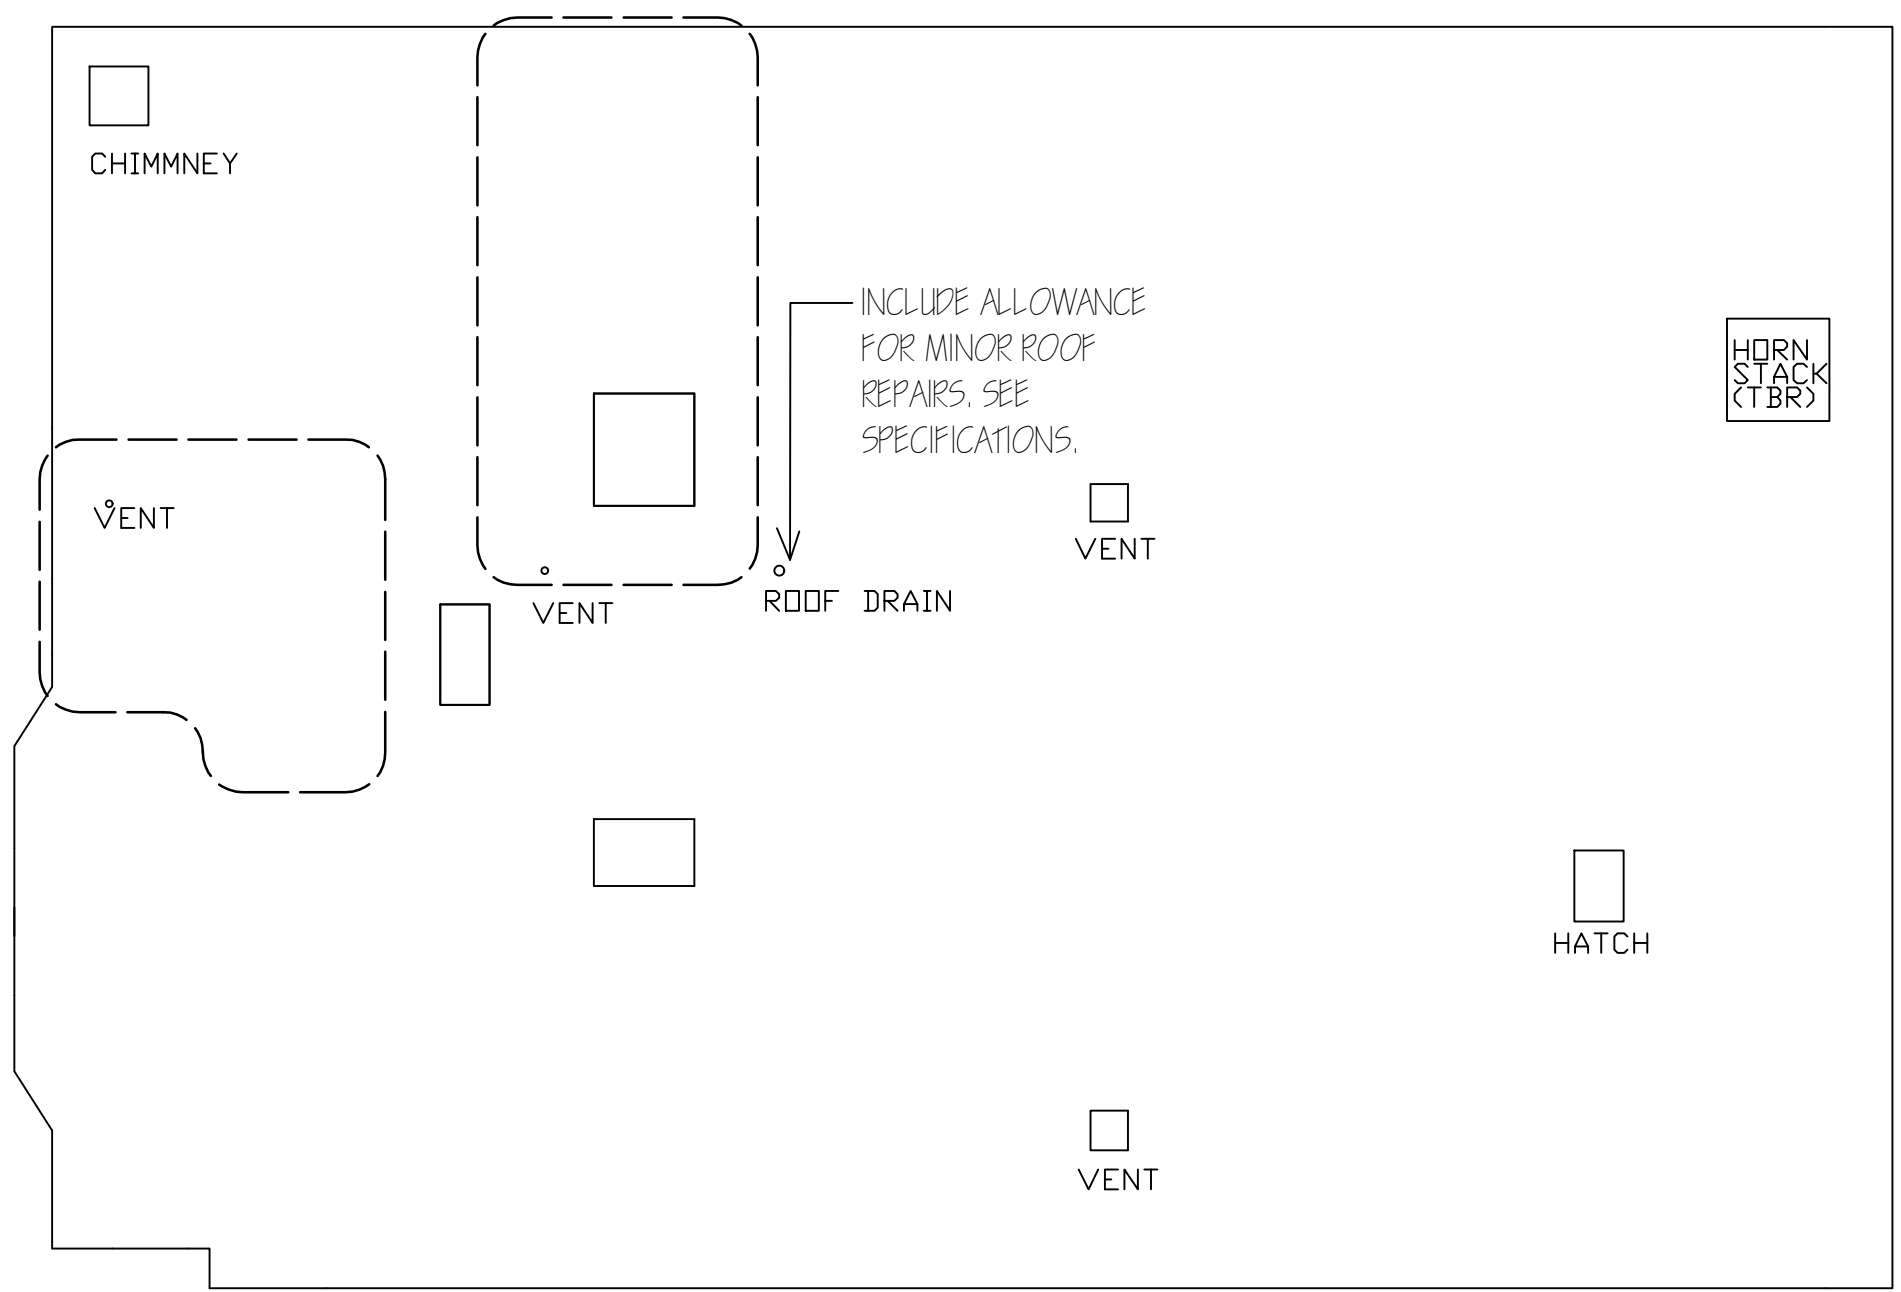 CHIMMNEY
INCLUDE ALLOWANCE
FOR MINOR ROOF
REPAIRS. SEE
SPECIFICATIONS.
HORN
STACK
(TBR)
VENT
VENT
VENT
ROOF DRAIN
HATCH
VENT